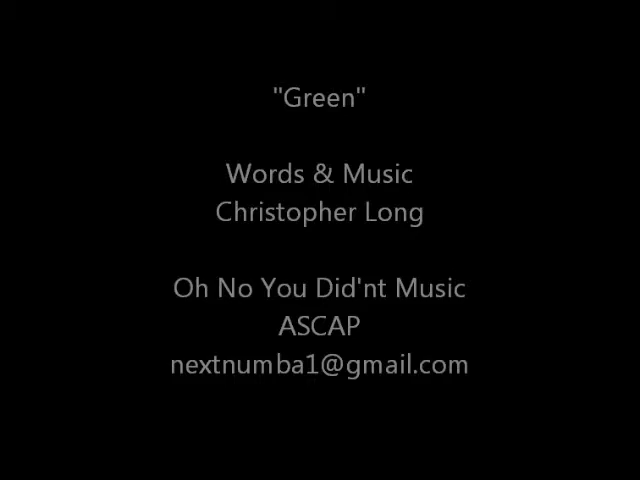 "Green"
Words & Music
Christopher Long
Oh No You Did'nt Music
ASCAP
nextnumba1@gmail.com